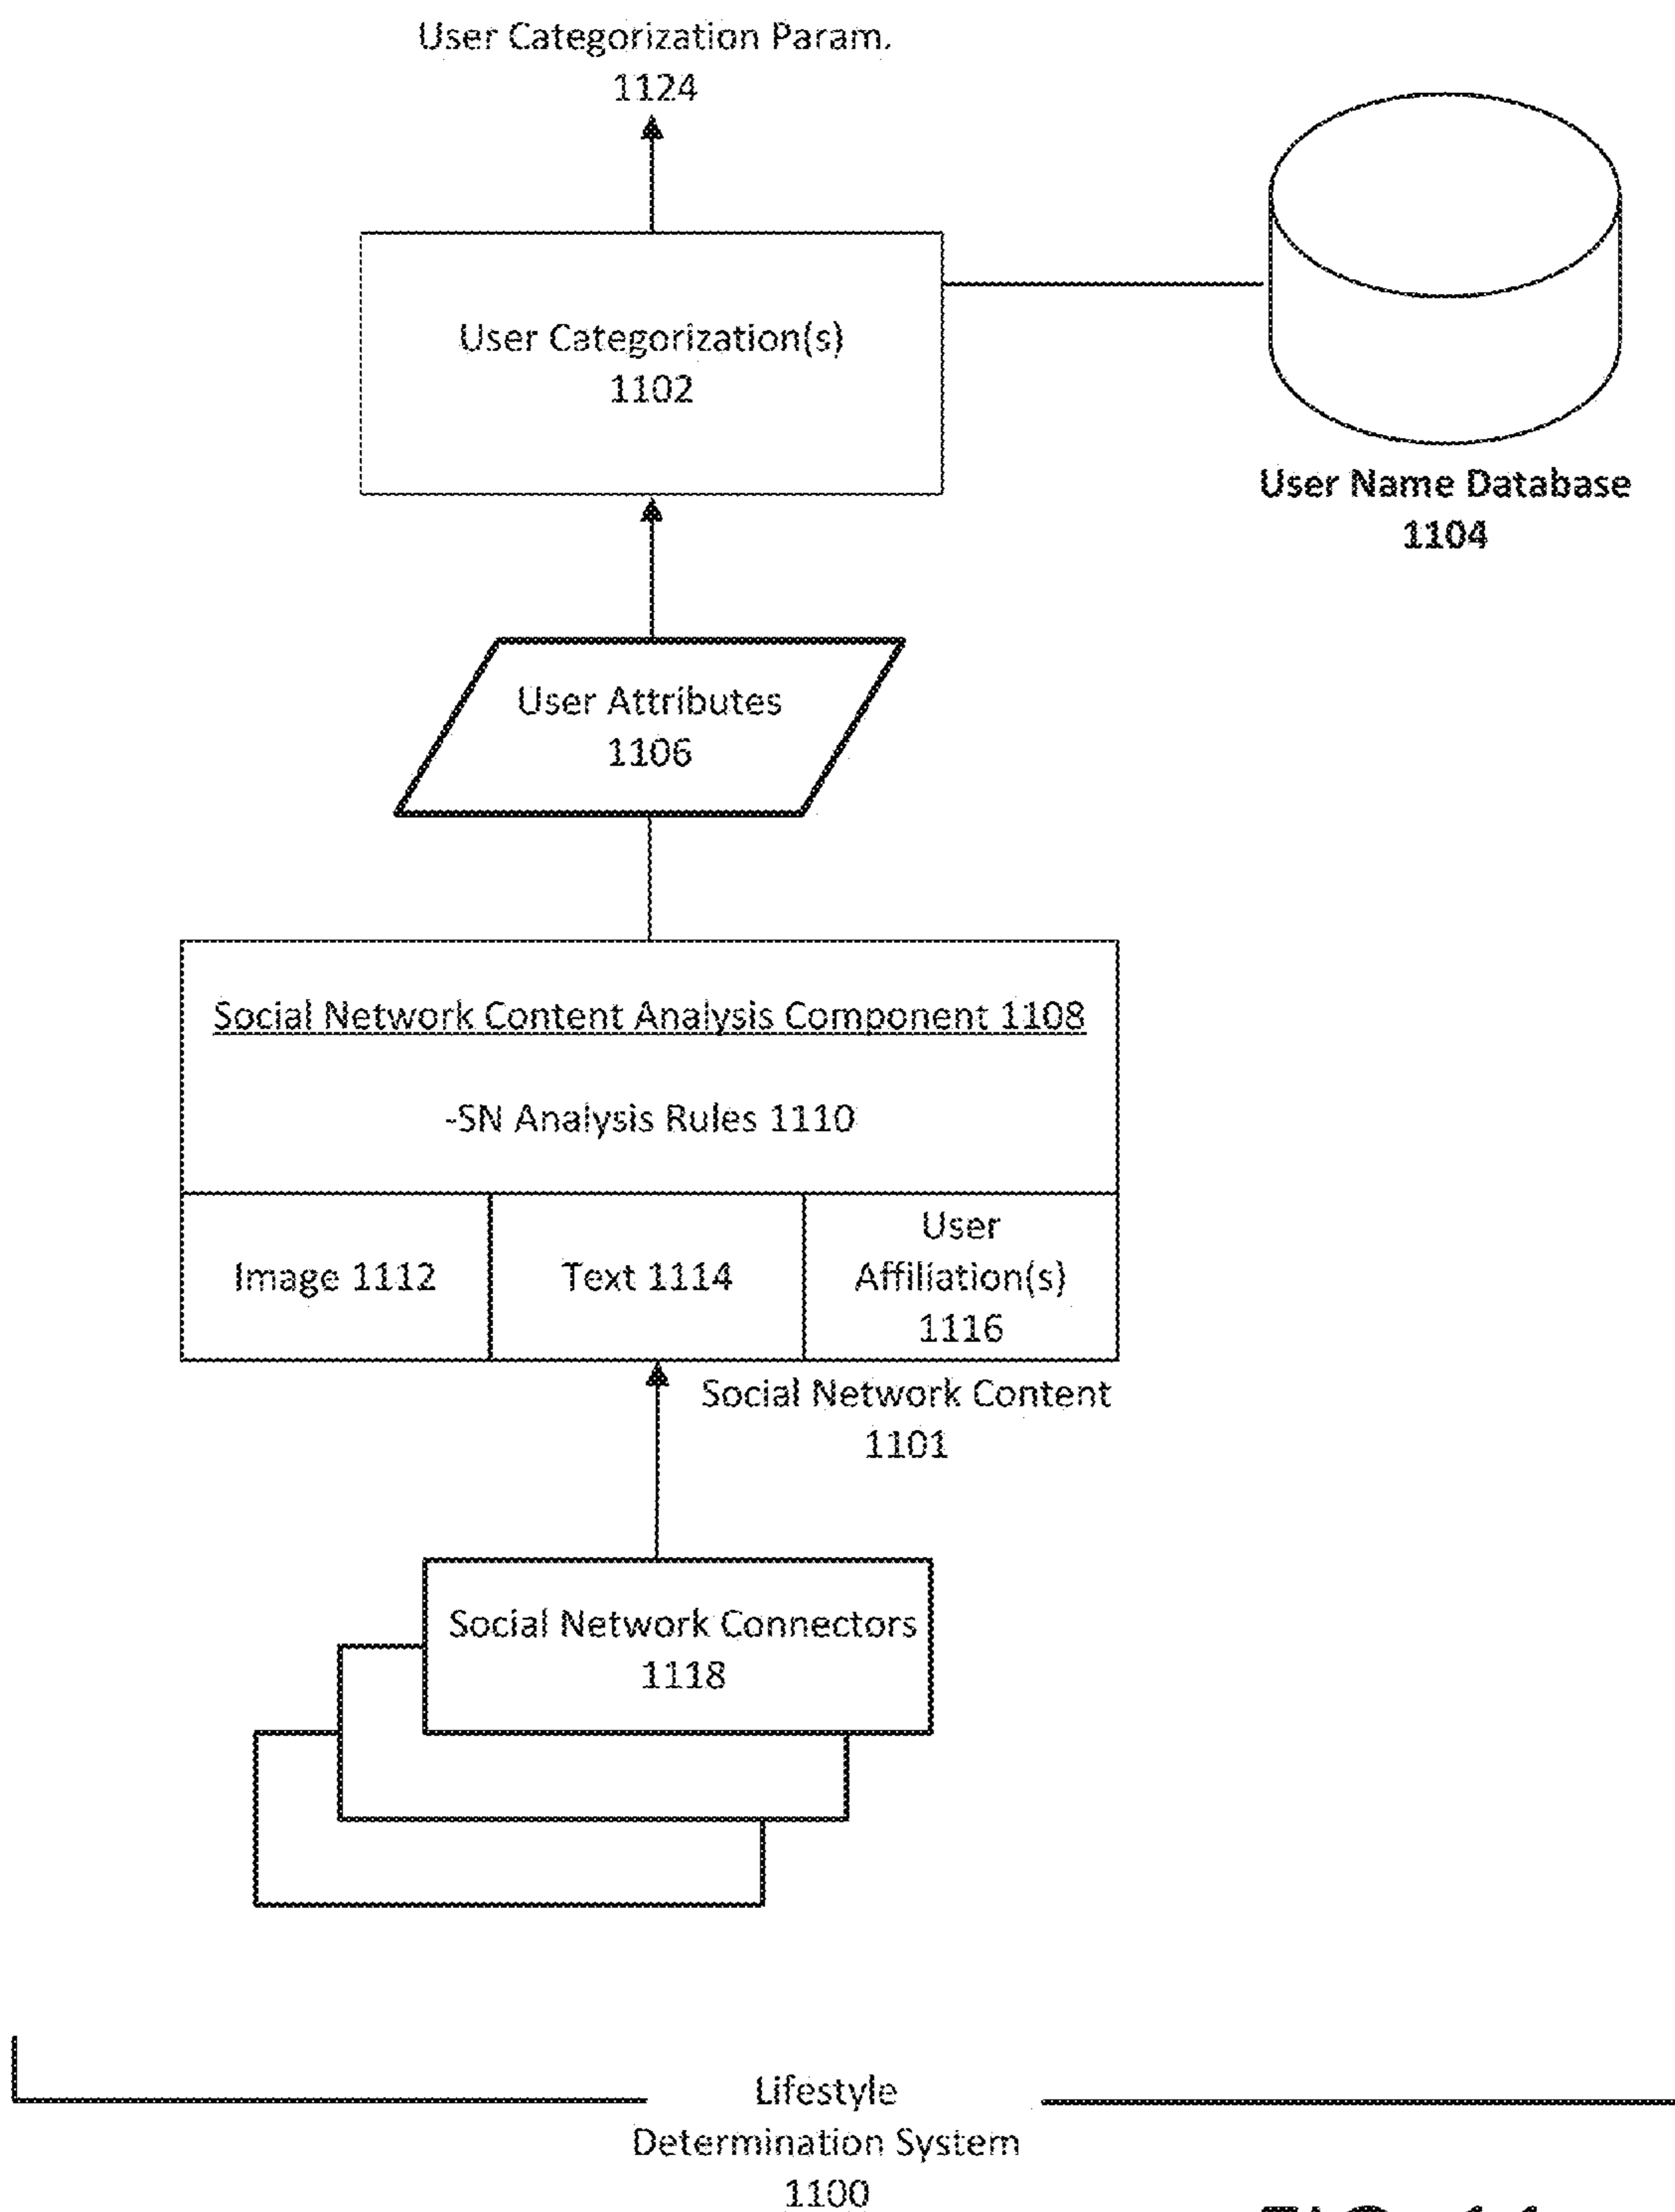 User Categorization Param.
1124
User Categorization(s)
1102
User Name Database
1104
User Attributes
1106
Social Network Content Analysis Component 1108
-SN Analysis Rules 1110
Image 1112
Text 1114
User
Affiliation(s)
1116
Social Network Content
1101
Social Network Connectors
1118
Lifestyle
Determination System
1100